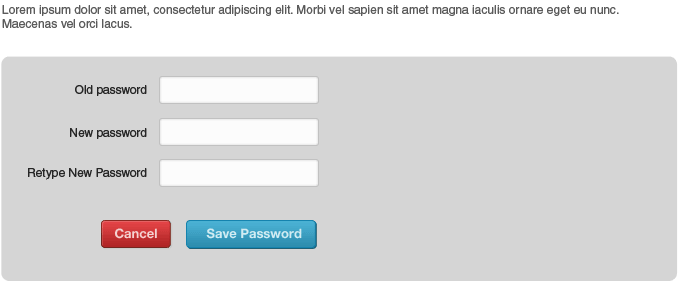 Lorem ipsum dolor sit amet, consectetur adipiscing elit. Morbi vel sapien sit amet magna iaculis ornare eget eu nunc.
Maecenas vel orci lacus.
Old password
New password
Retype New Password
Cancel
Save Password